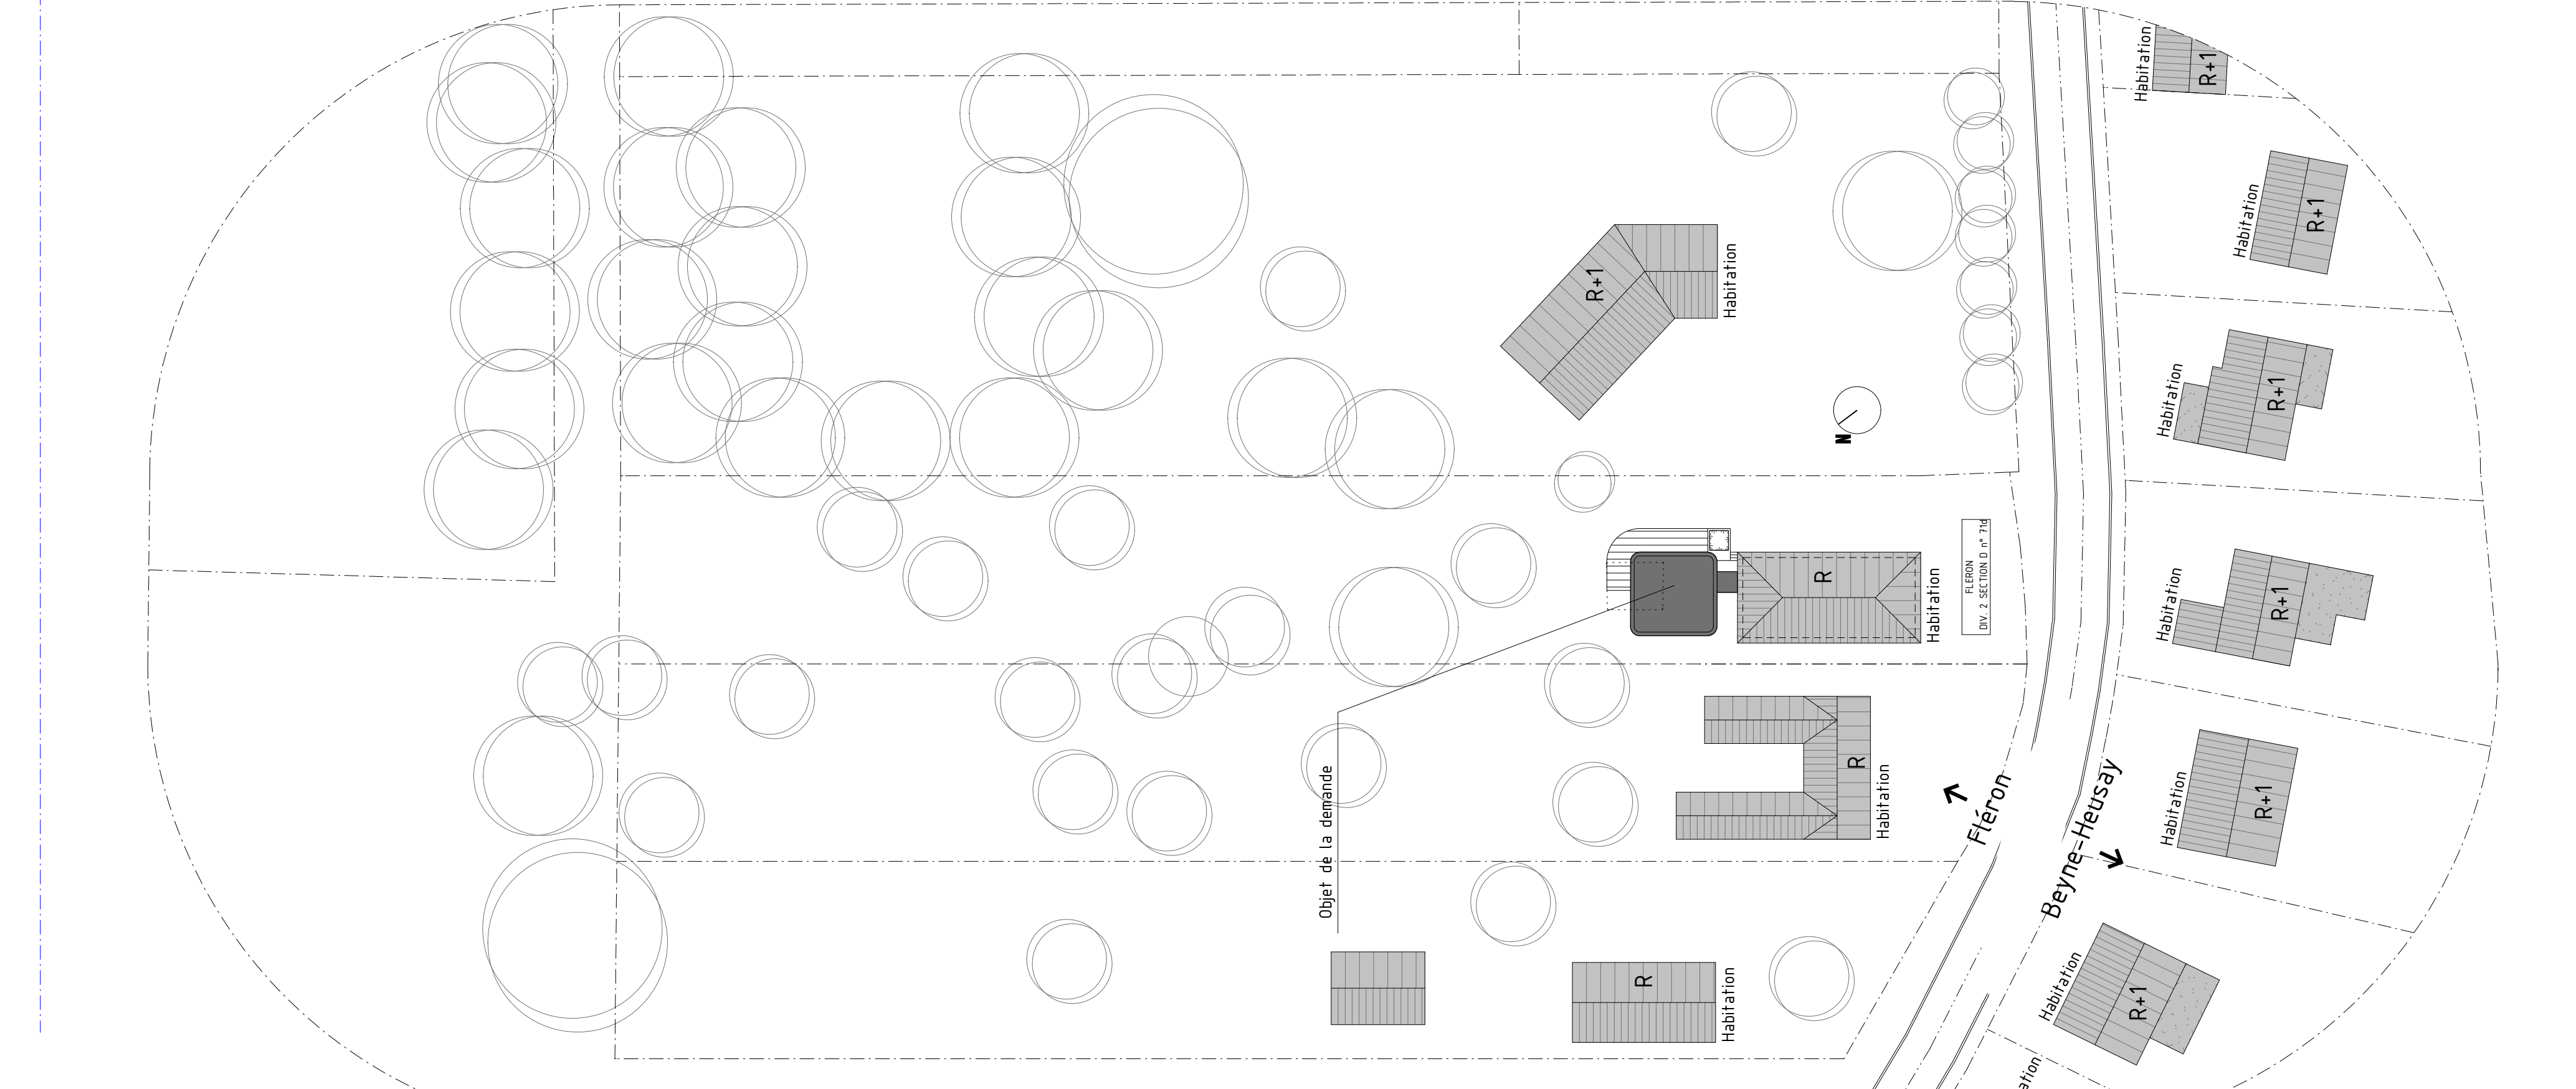 Habitation
R+1
Habitation
R+1
R+1
Habitation
Habitation
R+1
N
FLERON
DIV. 2 SECTION D n° 71d
R
Habitation
Habitation
R+1
R
Habitation
Objet de la demande
Fléron
Beyne-Heusay
Habitation
R+1
R
Habitation
Habitation
R+1
ation